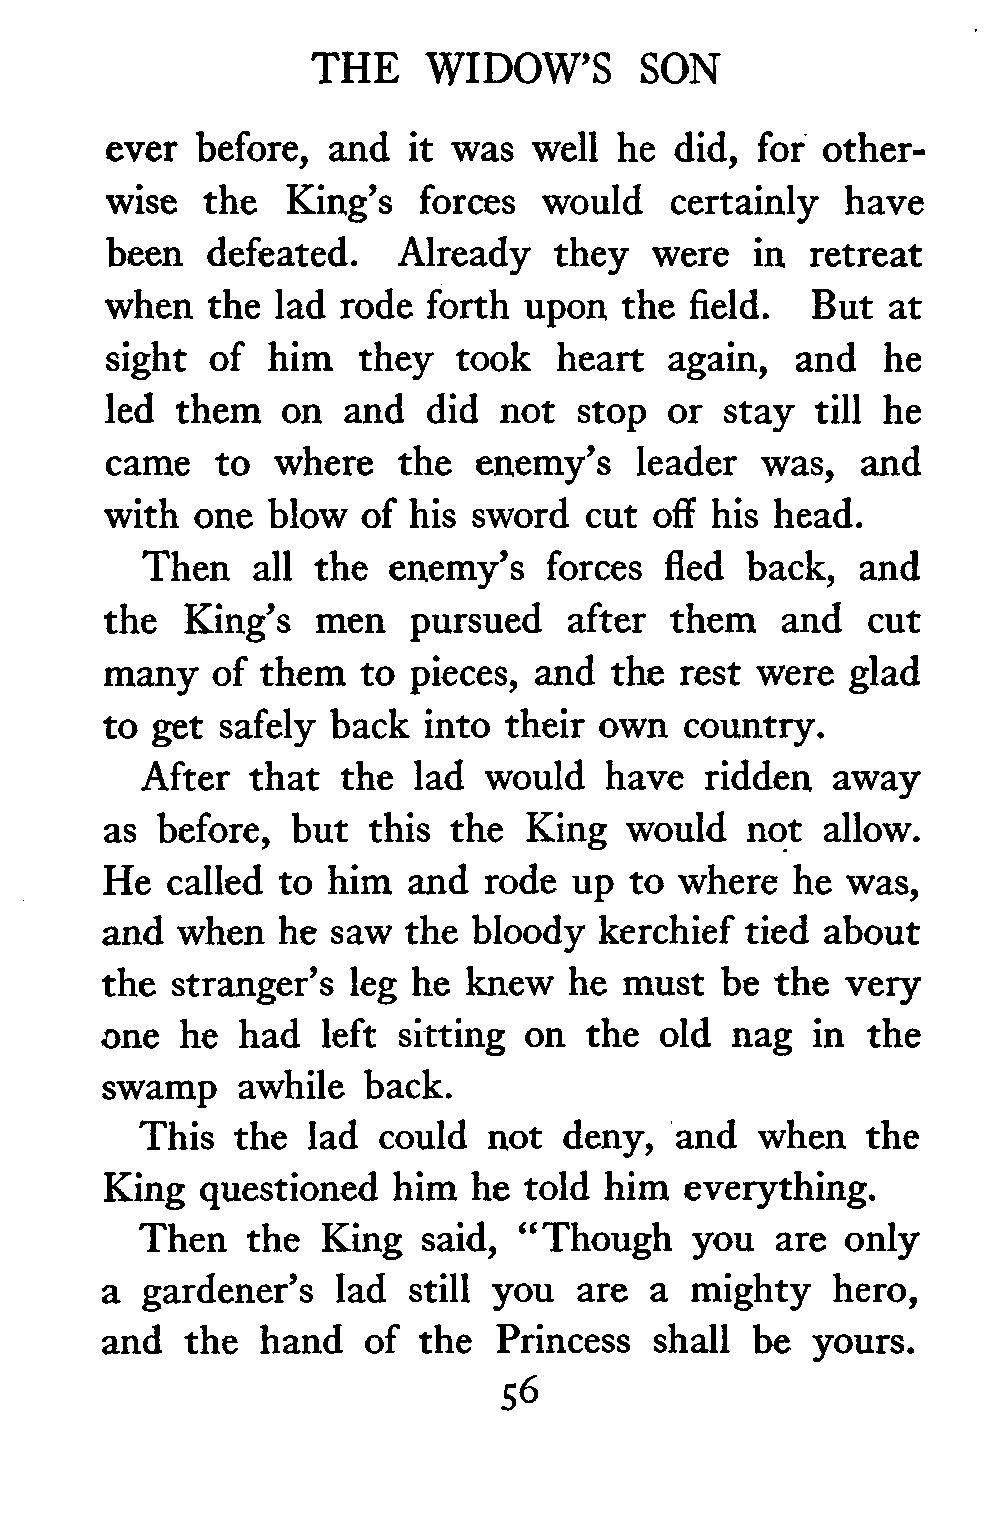 THE WIDOW'S SON
ever before, and it was well he did, for other-
wise the King's forces would certainly have
been defeated. Already they were in retreat
when the lad rode forth upon the field. But at
sight of him they took heart again, and he
led them on and did not stop or stay till he
came to where the enemy's leader was, and
with one blow of his sword cut off his head.
Then all the enemy's forces fled back, and
the King's men pursued after them and cut
many of them to pieces, and the rest were glad
to get safely back into their own country.
After that the lad would have ridden away
as before, but this the King would not allow.
He called to him and rode up to where he was,
and when he saw the bloody kerchief tied about
the stranger's leg he knew he must be the very
one he had left sitting on the old nag in the
swamp awhile back.
This the lad could not deny, and when the
King questioned him he told him everything.
Then the King said, "Though you are only
a gardener's lad still you are a mighty hero,
and the hand of the Princess shall be yours.
56